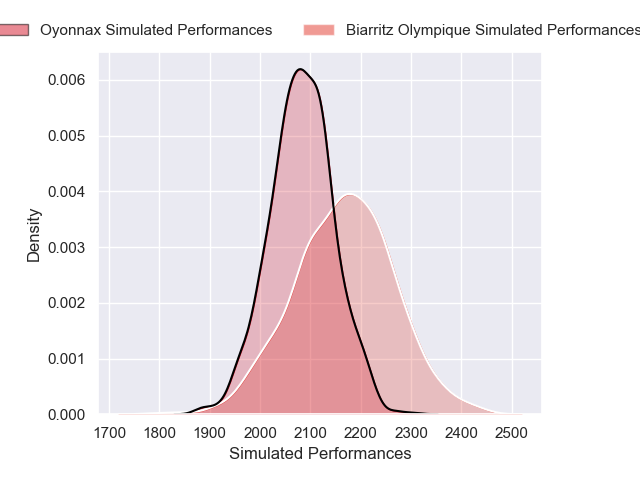 Oyonnax Simulated Performances
Biarritz Olympique Simulated Performances
0.006
0.005
0.004
0.003
0.002
0.001
0.000
Density
1700 1800 1900 2000 2100 2200 2300 2400 2500
Simulated Performances